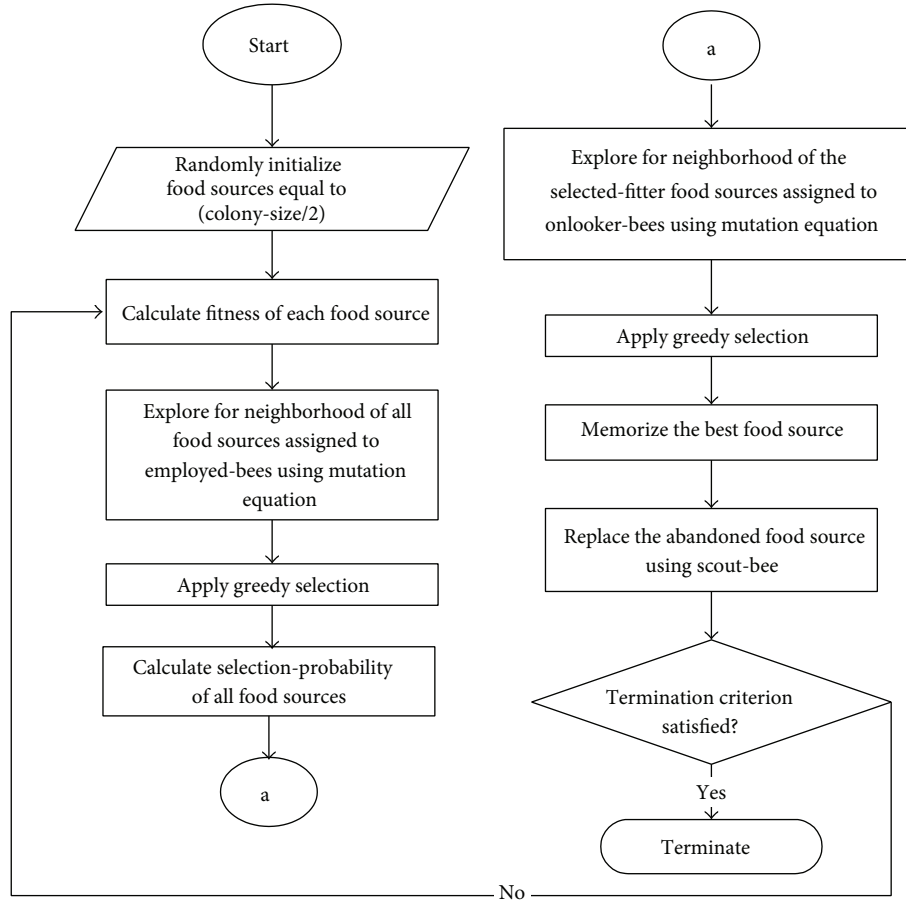 Start
Randomly initialize
food sources equal to
(colony-size/2)
Calculate fitness of each food source
Explore for neighborhood of all
food sources assigned to
employed-bees using mutation
equation
Apply greedy selection
Calculate selection-probability
of all food sources
a
a
Explore for neighborhood of the
selected-fitter food sources assigned to
onlooker-bees using mutation equation
Apply greedy selection
Memorize the best food source
Replace the abandoned food source
using scout-bee
Termination criterion
satisfied?
Yes
Terminate
No